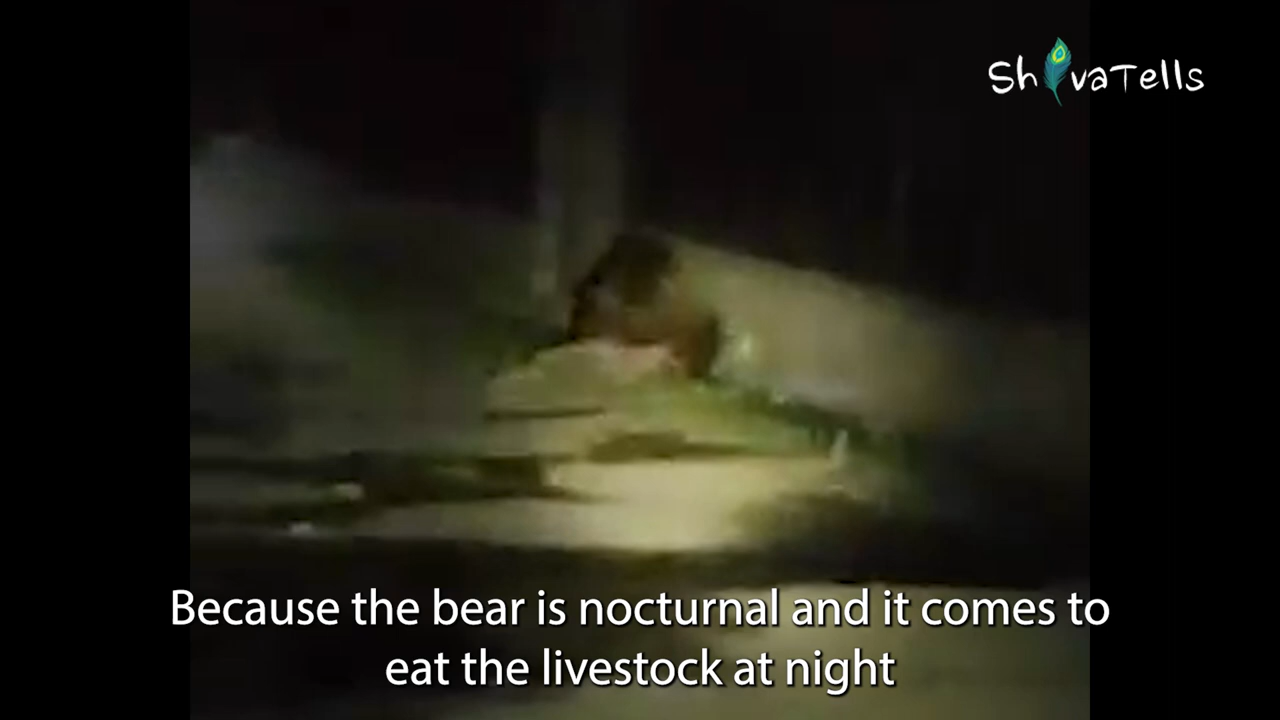 ShivaTells
Because the bear is nocturnal and it comes to
eat the livestock at night